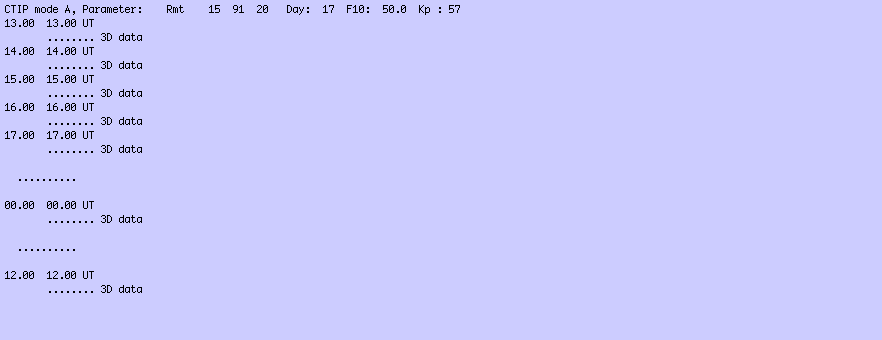 CTIP mode A, Parameter: Rmt 15 91 20 Day: 17 F10: 50.0 Kp : 57
13.00 13.00 UT
........ 3D data
14.00 14.00 UT
........ 3D data
15.00 15.00 UT
........ 3D data
16.00 16.00 UT
........ 3D data
17.00 17.00 UT
........ 3D data
..........
00.00 00.00 UT
........ 3D data
..........
12.00 12.00 UT
........ 3D data